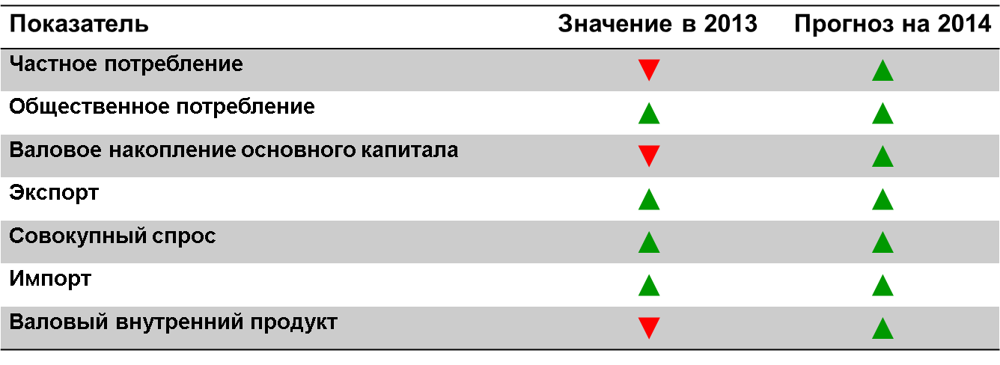 Показатель Значение в 2013 Прогноз на 2014
Частное потребление ▼ ▲
Общественное потребление ▲ ▲
Валовое накопление основного капитала ▼ ▲
Экспорт ▲ ▲
Совокупный спрос ▲ ▲
Импорт ▲ ▲
Валовый внутренний продукт ▼ ▲